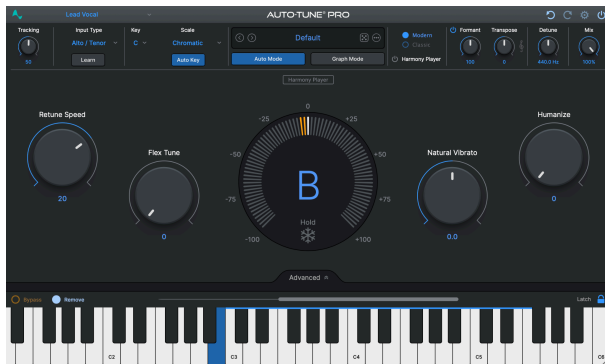 Lead Vocal
AUTO-TUNE® PRO
Tracking
Input Type
Key
Scale
Alto / Tenor
C
Chromatic
50
Learn
Auto Key
Default
Auto Mode
Graph Mode
Modern
Classic
Harmony Player
Formant
Transpose
Detune
Mix
100
0
440.0 Hz
100%
Harmony Player
Retune Speed
20
Flex Tune
0
0
-25
+25
-50
+50
-75
+75
-100
+100
B
Hold
Natural Vibrato
0.0
Humanize
0
Advanced
Bypass
Remove
Latch
C2
C3
C4
C5
C6